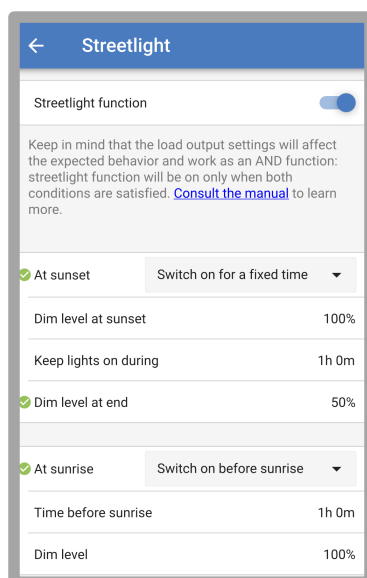 Streetlight
Streetlight function
Keep in mind that the load output settings will affect
the expected behavior and work as an AND function:
streetlight function will be on only when both
conditions are satisfied. Consult the manual to learn
more.
At sunset Switch on for a fixed time
Dim level at sunset 100%
Keep lights on during 1h 0m
Dim level at end 50%
At sunrise Switch on before sunrise
Time before sunrise 1h 0m
Dim level 100%